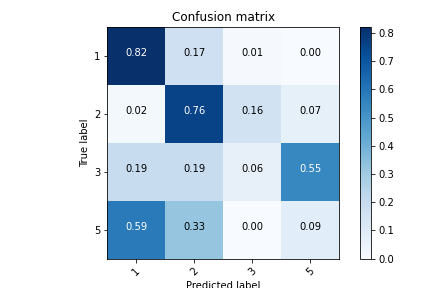 Confusion matrix
True label
1 0.82 0.17 0.01 0.00
2 0.02 0.76 0.16 0.07
3 0.19 0.19 0.06 0.55
5 0.59 0.33 0.00 0.09
1 2 3 5
Predicted label
0.8
0.7
0.6
0.5
0.4
0.3
0.2
0.1
0.0